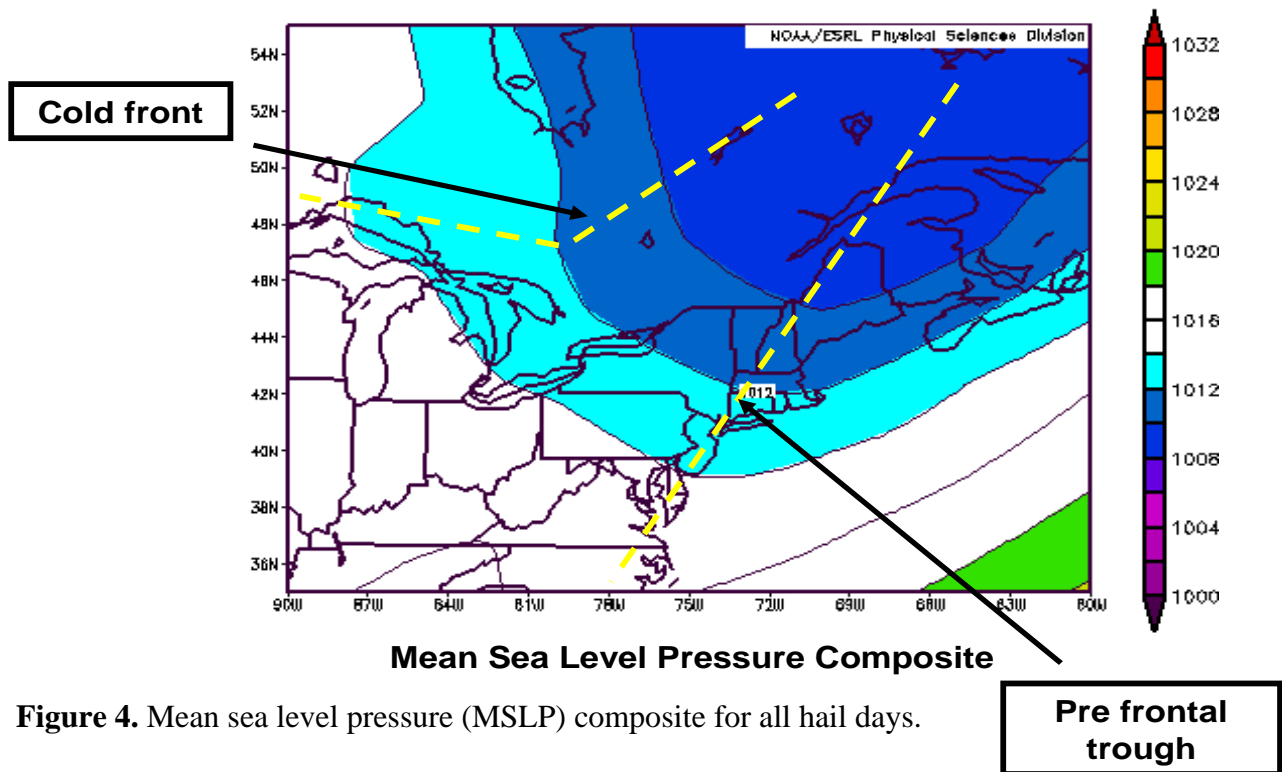 NOAA/ESRL Physical Sciences Division
Cold front
54N
52N
50N
48N
46N
44N
42N
40N
38N
36N
90W 87W 84W 81W 78W 75W 72W 69W 66W 63W 60W
1012
1032
1028
1024
1020
1016
1012
1008
1004
1000
Mean Sea Level Pressure Composite
Pre frontal
trough
Figure 4. Mean sea level pressure (MSLP) composite for all hail days.